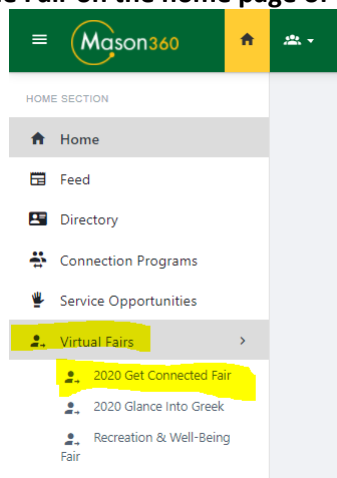 e Fair on the home page of
Mason360
HOME SECTION
Home
Feed
Directory
Connection Programs
Service Opportunities
Virtual Fairs
2020 Get Connected Fair
2020 Glance Into Greek
Recreation & Well-Being
Fair